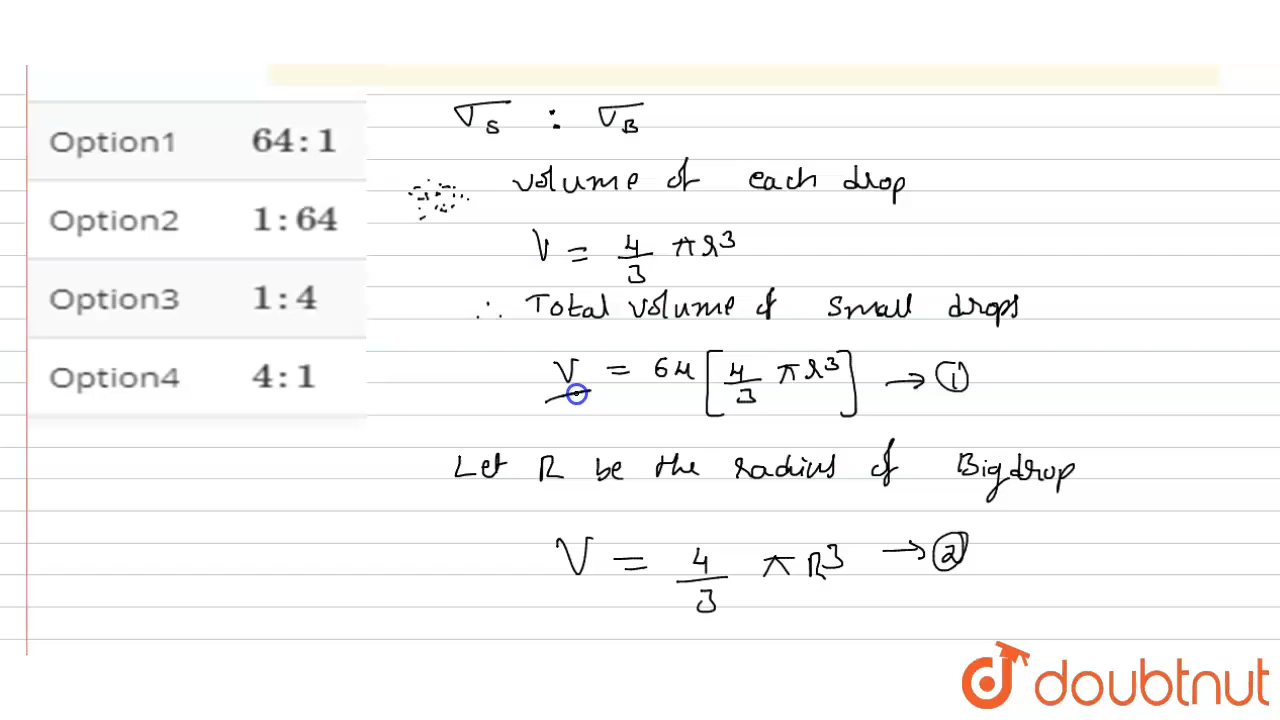 Option1 64:1
Option2 1:64
Option3 1:4
Option4 4:1
σS : σB
volume of each drop
V = 4/3 πr³
∴ Total volume of small drops
V = 64 [4/3 πr³] → ①
Let R be the radius of Bigdrop
V = 4/3 πR³ → ②
doubtnut